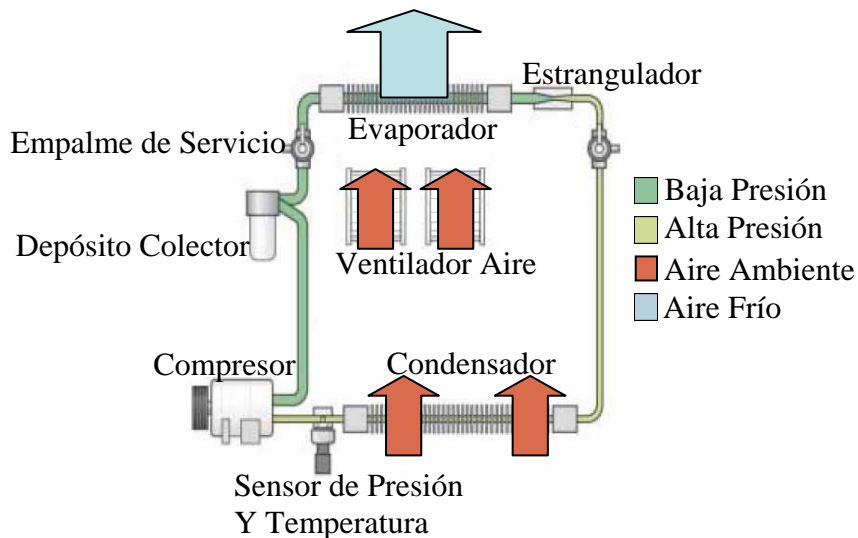 Estrangulador
Evaporador
Empalme de Servicio
Baja Presión
Alta Presión
Depósito Colector
Ventilador Aire
Aire Ambiente
Aire Frío
Compresor
Condensador
Sensor de Presión
Y Temperatura